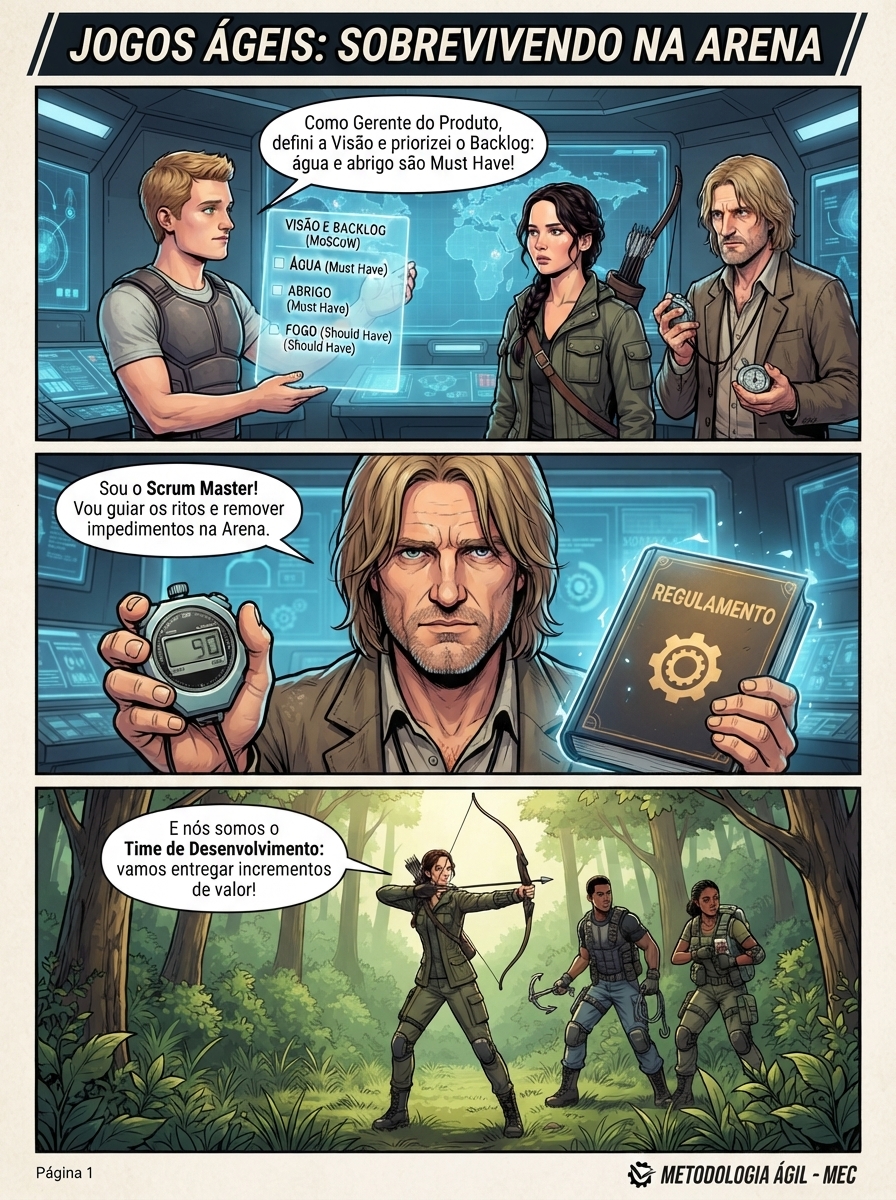 JOGOS ÁGEIS: SOBREVIVENDO NA ARENA
Como Gerente do Produto,
defini a Visão e priorizei o Backlog:
água e abrigo são Must Have!
VISÃO E BACKLOG
(MoSCoW)
ÁGUA (Must Have)
ABRIGO
(Must Have)
FOGO (Should Have)
(Should Have)
Sou o Scrum Master!
Vou guiar os ritos e remover
impedimentos na Arena.
90
REGULAMENTO
E nós somos o
Time de Desenvolvimento:
vamos entregar incrementos
de valor!
Página 1
METODOLOGIA ÁGIL - MEC